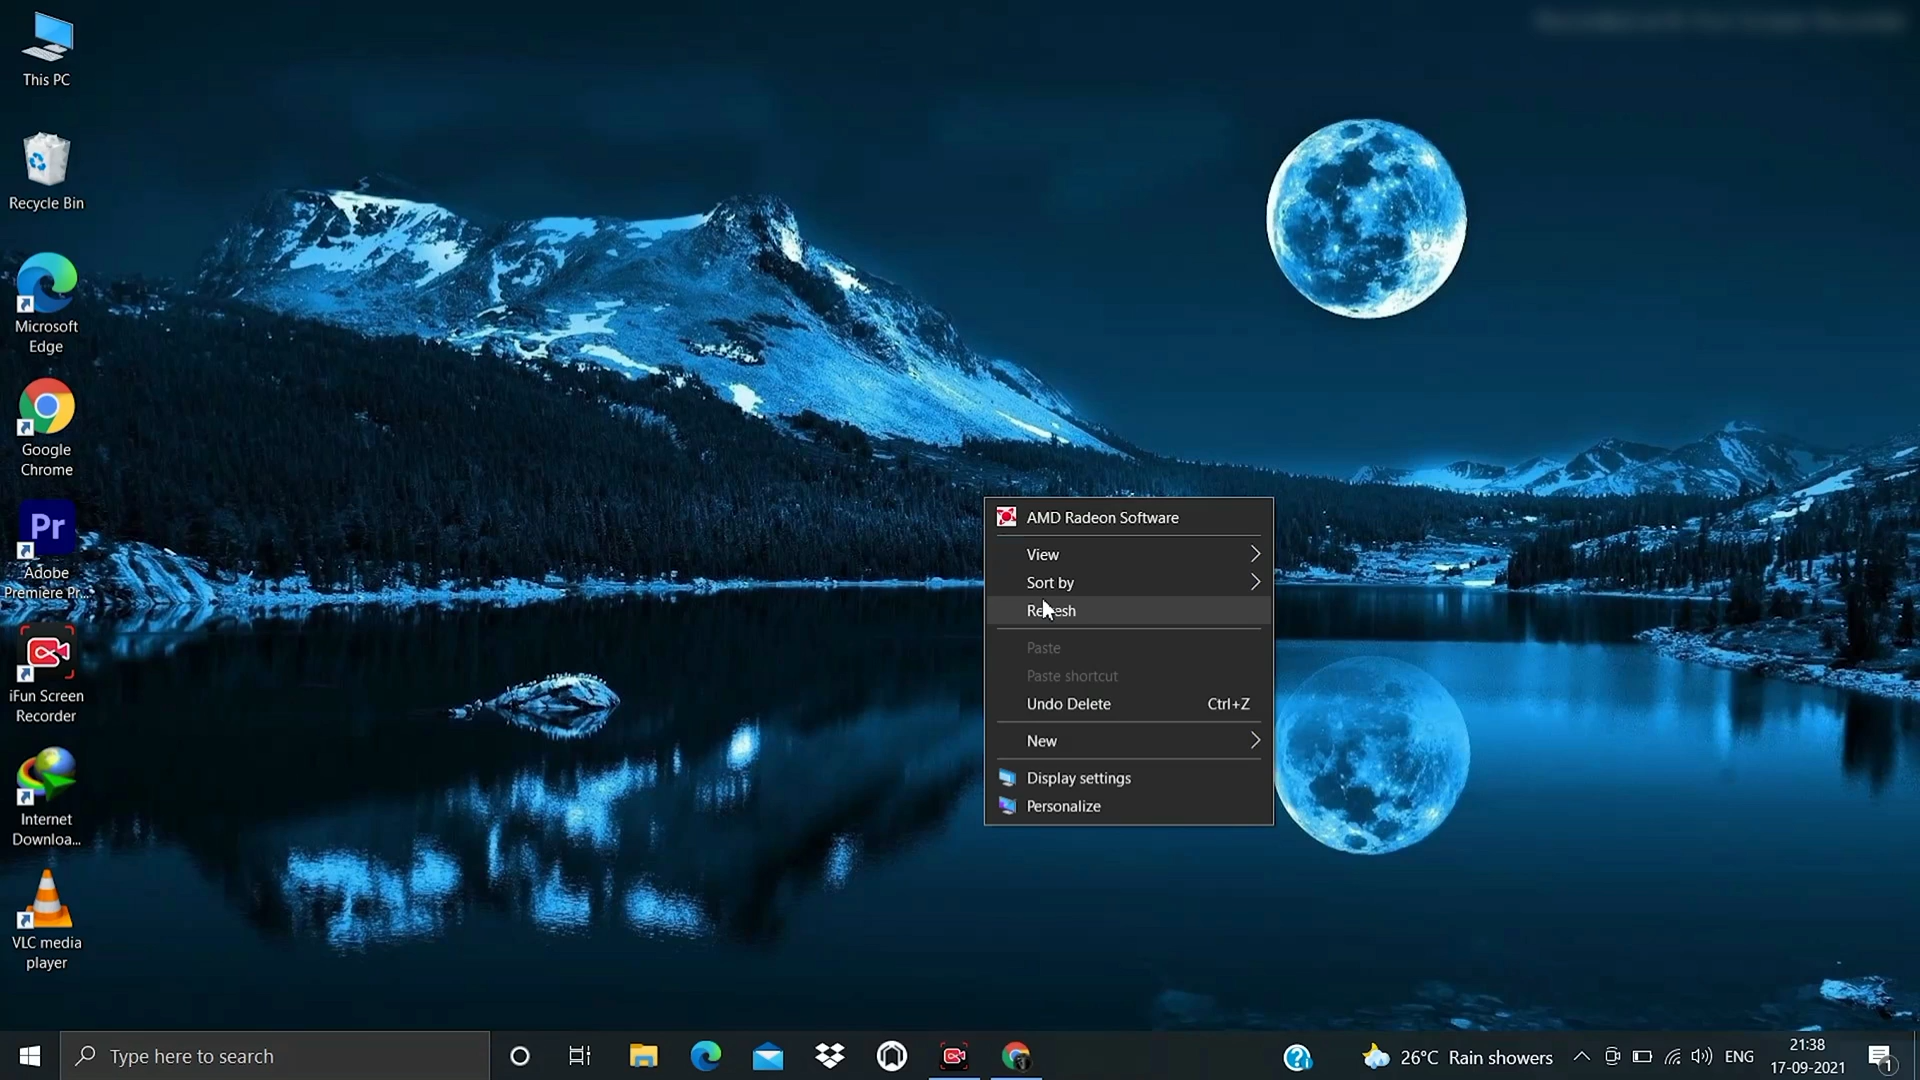 This PC
Recycle Bin
Microsoft
Edge
Google
Chrome
Pr
Adobe
Premiere Pr...
iFun Screen
Recorder
Internet
Downloa...
VLC media
player
AMD Radeon Software
View
Sort by
Refresh
Paste
Paste shortcut
Undo Delete Ctrl+Z
New
Display settings
Personalize
Type here to search
26°C Rain showers
ENG
21:38
17-09-2021
1